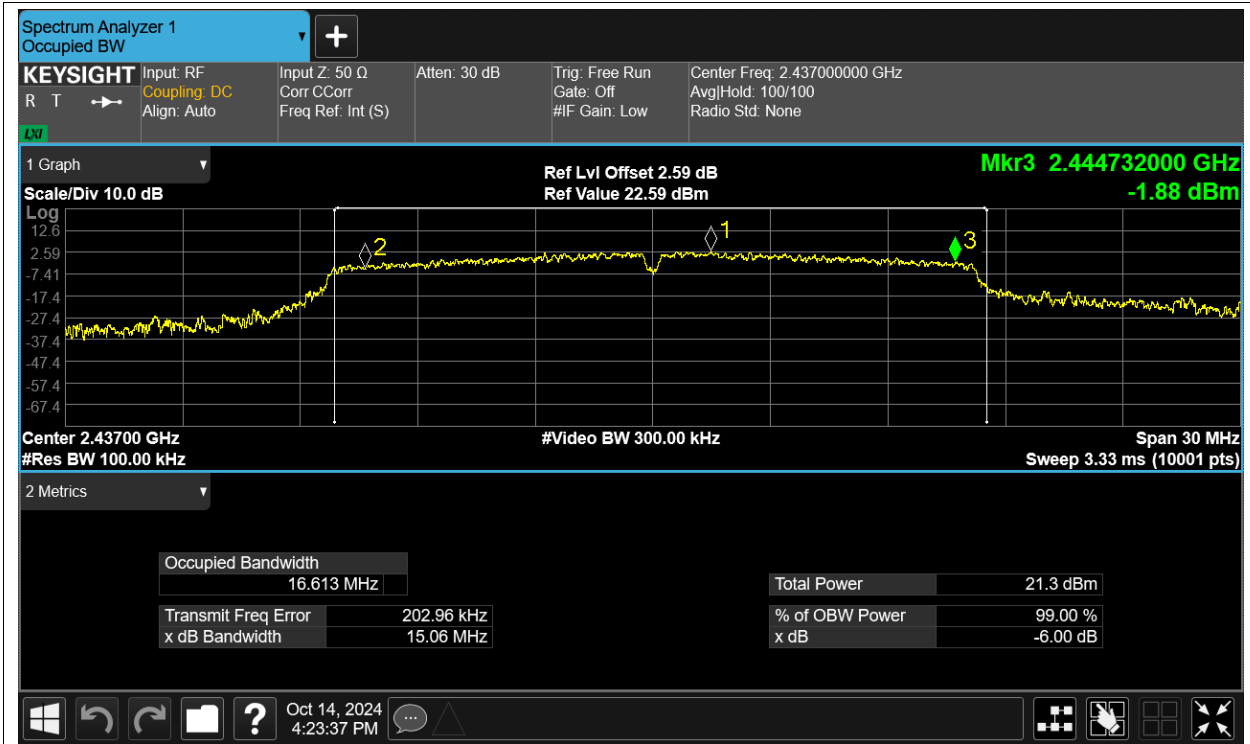 Spectrum Analyzer 1
Occupied BW
▼
+
KEYSIGHT
R T
LXI
Input: RF
Coupling: DC
Align: Auto
Input Z: 50 Ω
Corr CCorr
Freq Ref: Int (S)
Atten: 30 dB
Trig: Free Run
Gate: Off
#IF Gain: Low
Center Freq: 2.437000000 GHz
Avg|Hold: 100/100
Radio Std: None
1 Graph ▼
Scale/Div 10.0 dB
Ref Lvl Offset 2.59 dB
Ref Value 22.59 dBm
Mkr3 2.444732000 GHz
-1.88 dBm
Log
12.6
2.59
-7.41
-17.4
-27.4
-37.4
-47.4
-57.4
-67.4
2
1
3
Center 2.43700 GHz
#Res BW 100.00 kHz
#Video BW 300.00 kHz
Span 30 MHz
Sweep 3.33 ms (10001 pts)
2 Metrics ▼
Occupied Bandwidth
16.613 MHz
Transmit Freq Error 202.96 kHz
x dB Bandwidth 15.06 MHz
Total Power 21.3 dBm
% of OBW Power 99.00 %
x dB -6.00 dB
?
Oct 14, 2024
4:23:37 PM